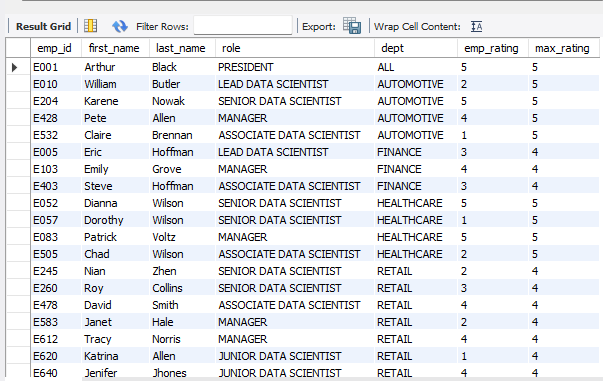 Result Grid Filter Rows: Export: Wrap Cell Content: IA
emp_id first_name last_name role dept emp_rating max_rating
E001 Arthur Black PRESIDENT ALL 5 5
E010 William Butler LEAD DATA SCIENTIST AUTOMOTIVE 2 5
E204 Karene Nowak SENIOR DATA SCIENTIST AUTOMOTIVE 5 5
E428 Pete Allen MANAGER AUTOMOTIVE 4 5
E532 Claire Brennan ASSOCIATE DATA SCIENTIST AUTOMOTIVE 1 5
E005 Eric Hoffman LEAD DATA SCIENTIST FINANCE 3 4
E103 Emily Grove MANAGER FINANCE 4 4
E403 Steve Hoffman ASSOCIATE DATA SCIENTIST FINANCE 3 4
E052 Dianna Wilson SENIOR DATA SCIENTIST HEALTHCARE 5 5
E057 Dorothy Wilson SENIOR DATA SCIENTIST HEALTHCARE 1 5
E083 Patrick Voltz MANAGER HEALTHCARE 5 5
E505 Chad Wilson ASSOCIATE DATA SCIENTIST HEALTHCARE 2 5
E245 Nian Zhen SENIOR DATA SCIENTIST RETAIL 2 4
E260 Roy Collins SENIOR DATA SCIENTIST RETAIL 3 4
E478 David Smith ASSOCIATE DATA SCIENTIST RETAIL 4 4
E583 Janet Hale MANAGER RETAIL 2 4
E612 Tracy Norris MANAGER RETAIL 4 4
E620 Katrina Allen JUNIOR DATA SCIENTIST RETAIL 1 4
E640 Jenifer Jhones JUNIOR DATA SCIENTIST RETAIL 4 4